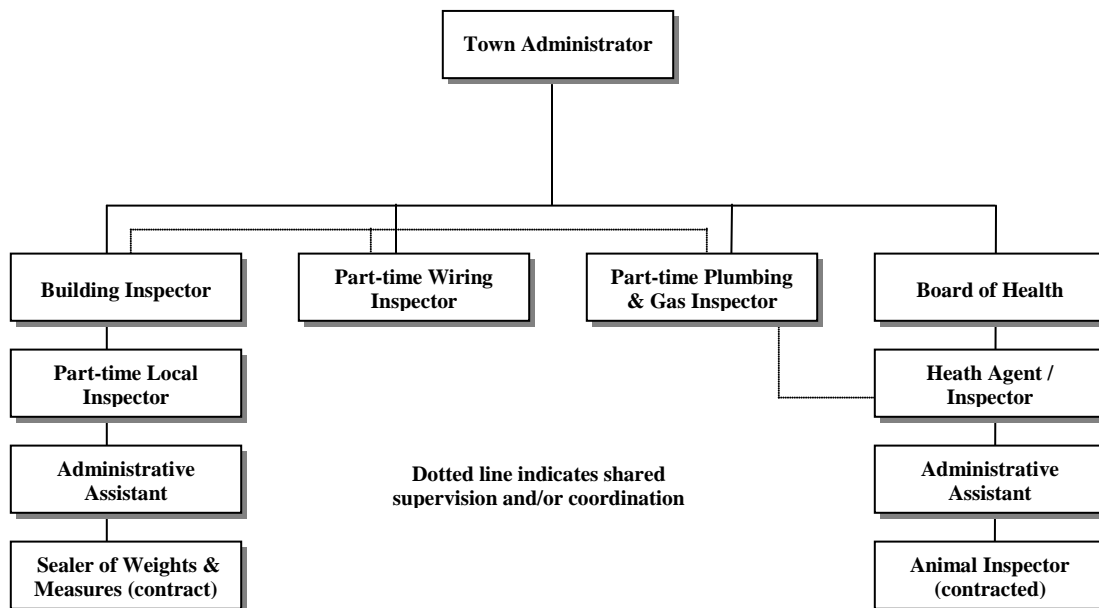 Town Administrator
Building Inspector
Part-time Wiring
Inspector
Part-time Plumbing
& Gas Inspector
Board of Health
Part-time Local
Inspector
Heath Agent /
Inspector
Administrative
Assistant
Dotted line indicates shared
supervision and/or coordination
Administrative
Assistant
Sealer of Weights &
Measures (contract)
Animal Inspector
(contracted)